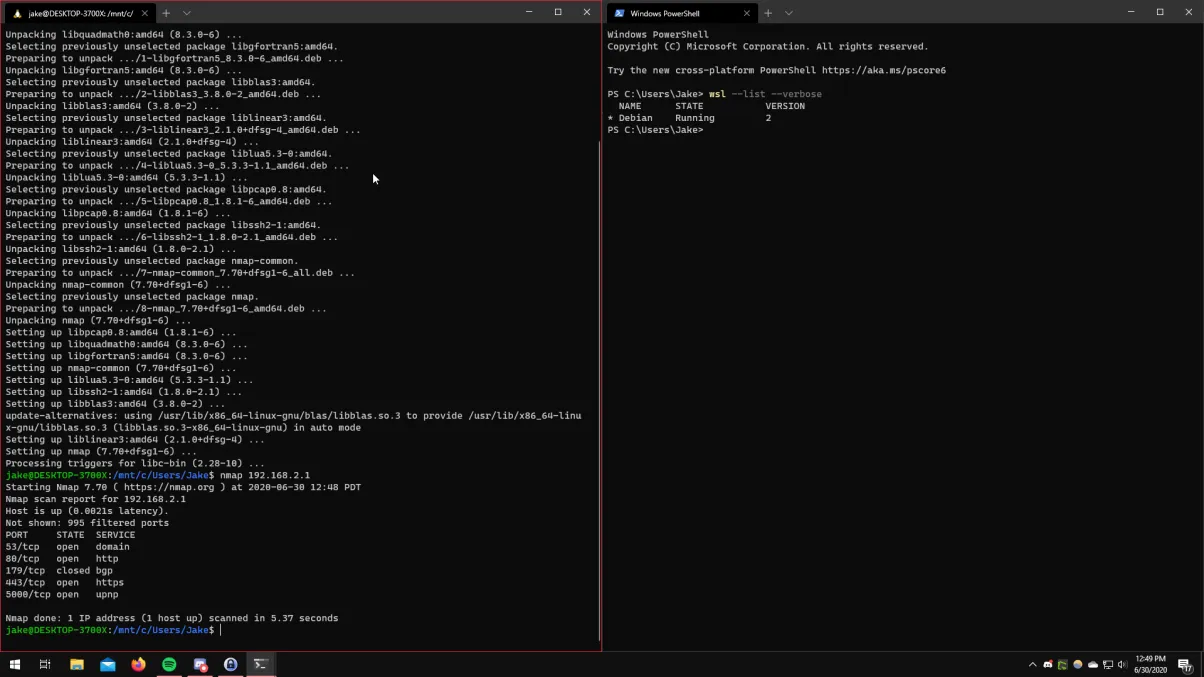 jake@DESKTOP-3700X: /mnt/c/
Unpacking libquadmath0:amd64 (8.3.0-6) ...
Selecting previously unselected package libgfortran5:amd64.
Preparing to unpack .../1-libgfortran5_8.3.0-6_amd64.deb ...
Unpacking libgfortran5:amd64 (8.3.0-6) ...
Selecting previously unselected package libblas3:amd64.
Preparing to unpack .../2-libblas3_3.8.0-2_amd64.deb ...
Unpacking libblas3:amd64 (3.8.0-2) ...
Selecting previously unselected package liblinear3:amd64.
Preparing to unpack .../3-liblinear3_2.1.0+dfsg-4_amd64.deb ...
Unpacking liblinear3:amd64 (2.1.0+dfsg-4) ...
Selecting previously unselected package liblua5.3-0:amd64.
Preparing to unpack .../4-liblua5.3-0_5.3.3-1.1_amd64.deb ...
Unpacking liblua5.3-0:amd64 (5.3.3-1.1) ...
Selecting previously unselected package libpcap0.8:amd64.
Preparing to unpack .../5-libpcap0.8_1.8.1-6_amd64.deb ...
Unpacking libpcap0.8:amd64 (1.8.1-6) ...
Selecting previously unselected package libssh2-1:amd64.
Preparing to unpack .../6-libssh2-1_1.8.0-2.1_amd64.deb ...
Unpacking libssh2-1:amd64 (1.8.0-2.1) ...
Selecting previously unselected package nmap-common.
Preparing to unpack .../7-nmap-common_7.70+dfsg1-6_all.deb ...
Unpacking nmap-common (7.70+dfsg1-6) ...
Selecting previously unselected package nmap.
Preparing to unpack .../8-nmap_7.70+dfsg1-6_amd64.deb ...
Unpacking nmap (7.70+dfsg1-6) ...
Setting up libpcap0.8:amd64 (1.8.1-6) ...
Setting up libquadmath0:amd64 (8.3.0-6) ...
Setting up libgfortran5:amd64 (8.3.0-6) ...
Setting up nmap-common (7.70+dfsg1-6) ...
Setting up liblua5.3-0:amd64 (5.3.3-1.1) ...
Setting up libssh2-1:amd64 (1.8.0-2.1) ...
Setting up libblas3:amd64 (3.8.0-2) ...
update-alternatives: using /usr/lib/x86_64-linux-gnu/blas/libblas.so.3 to provide /usr/lib/x86_64-linu
x-gnu/libblas.so.3 (libblas.so.3-x86_64-linux-gnu) in auto mode
Setting up liblinear3:amd64 (2.1.0+dfsg-4) ...
Setting up nmap (7.70+dfsg1-6) ...
Processing triggers for libc-bin (2.28-10) ...
jake@DESKTOP-3700X:/mnt/c/Users/Jake$ nmap 192.168.2.1
Starting Nmap 7.70 ( https://nmap.org ) at 2020-06-30 12:48 PDT
Nmap scan report for 192.168.2.1
Host is up (0.0021s latency).
Not shown: 995 filtered ports
PORT STATE SERVICE
53/tcp open domain
80/tcp open http
179/tcp closed bgp
443/tcp open https
5000/tcp open upnp
Nmap done: 1 IP address (1 host up) scanned in 5.37 seconds
jake@DESKTOP-3700X:/mnt/c/Users/Jake$
Windows PowerShell
Windows PowerShell
Copyright (C) Microsoft Corporation. All rights reserved.
Try the new cross-platform PowerShell https://aka.ms/pscore6
PS C:\Users\Jake> wsl --list --verbose
NAME STATE VERSION
* Debian Running 2
PS C:\Users\Jake>
12:49 PM
6/30/2020
17